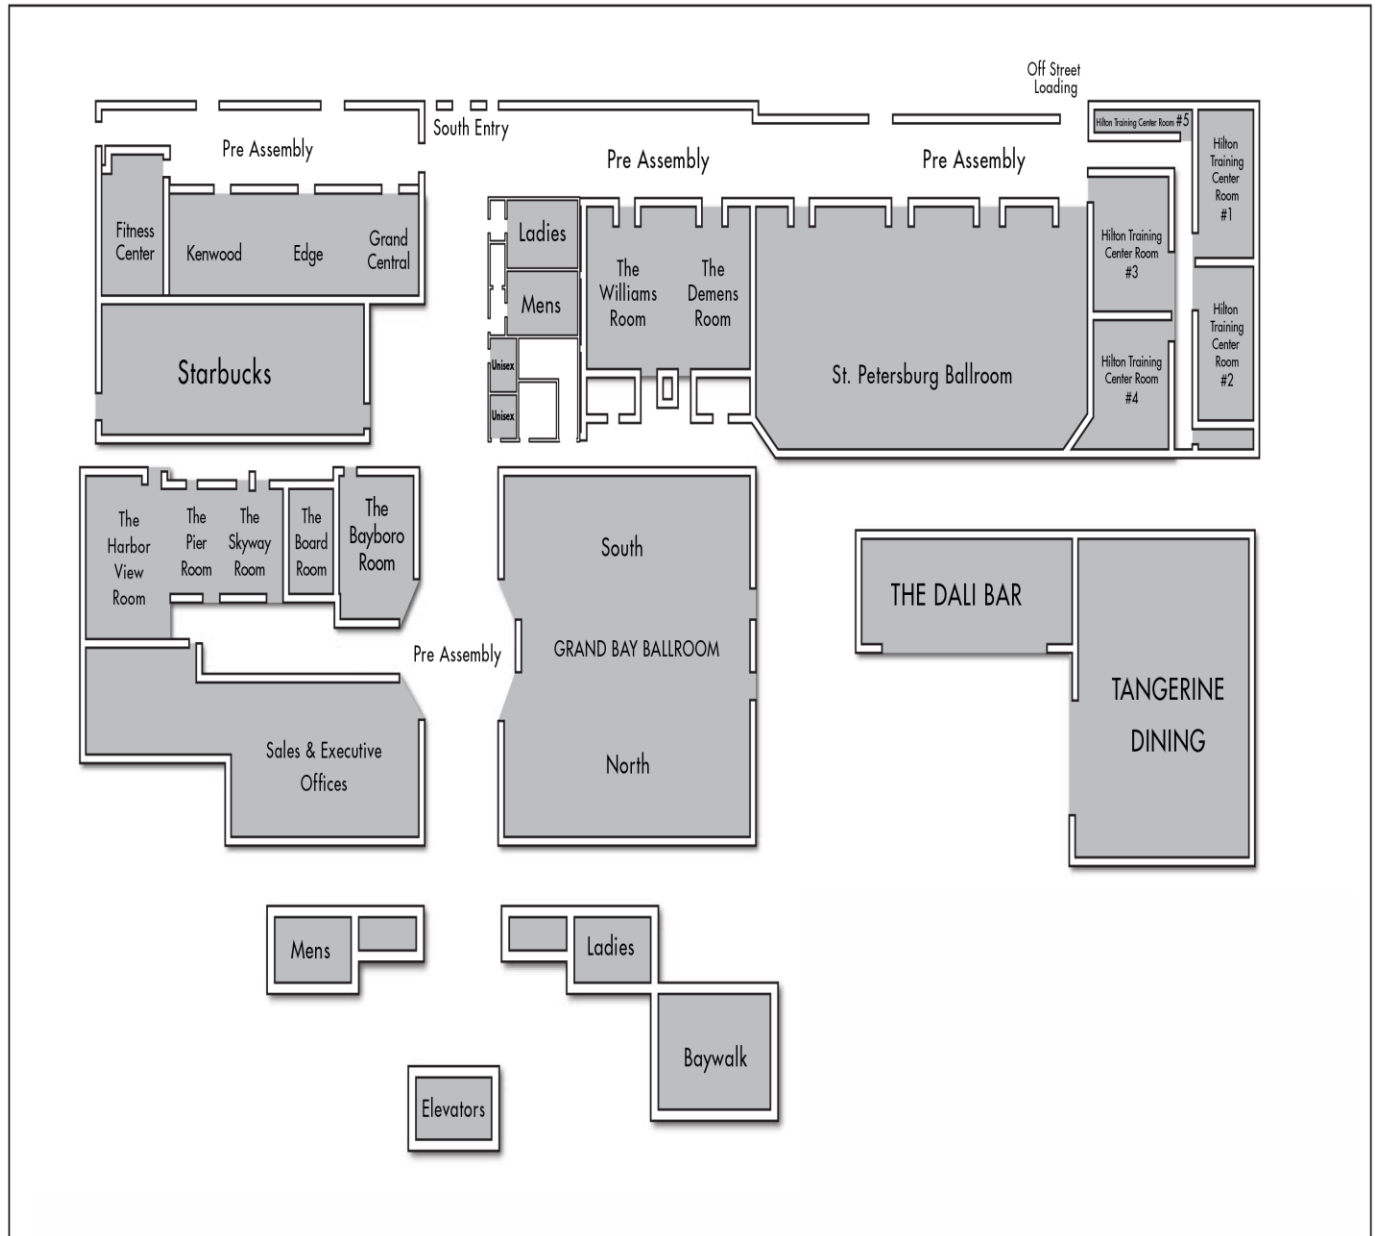 Off Street
Loading
South Entry
Pre Assembly
Pre Assembly
Pre Assembly
Hilton Training Center Room #5
Hilton
Training
Center
Room
#1
Fitness
Center
Kenwood
Edge
Grand
Central
Ladies
Mens
Unisex
Unisex
The
Williams
Room
The
Demens
Room
St. Petersburg Ballroom
Hilton Training
Center Room
#3
Hilton Training
Center Room
#4
Hilton
Training
Center
Room
#2
Starbucks
The
Harbor
View
Room
The
Pier
Room
The
Skyway
Room
The
Board
Room
The
Bayboro
Room
Pre Assembly
South
GRAND BAY BALLROOM
North
THE DALI BAR
TANGERINE
DINING
Sales & Executive
Offices
Mens
Ladies
Baywalk
Elevators